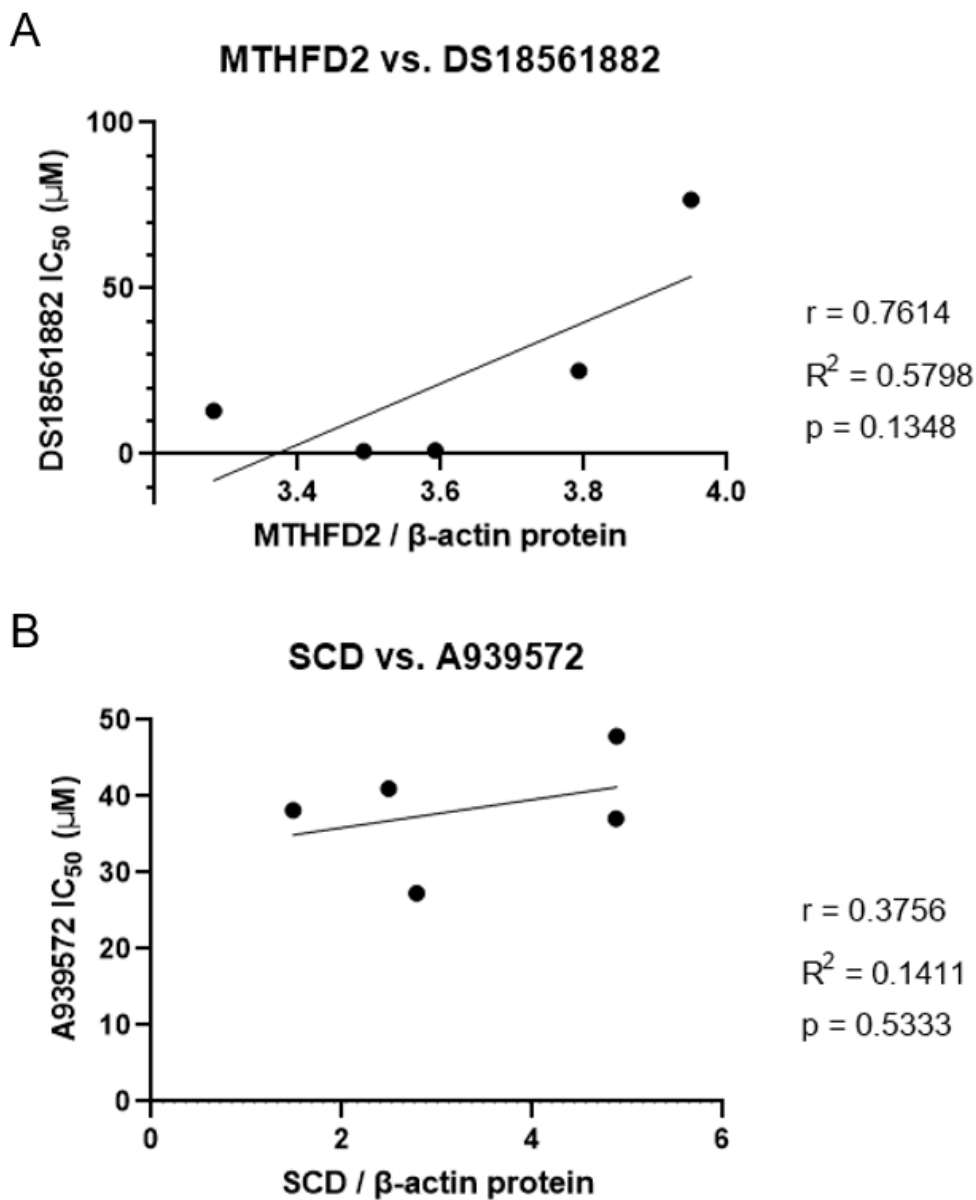 A
MTHFD2 vs. DS18561882
DS18561882 IC50 (μM)
100
50
0
3.4 3.6 3.8 4.0
MTHFD2 / β-actin protein
r = 0.7614
R2 = 0.5798
p = 0.1348
B
SCD vs. A939572
A939572 IC50 (μM)
50
40
30
20
10
0
0 2 4 6
SCD / β-actin protein
r = 0.3756
R2 = 0.1411
p = 0.5333